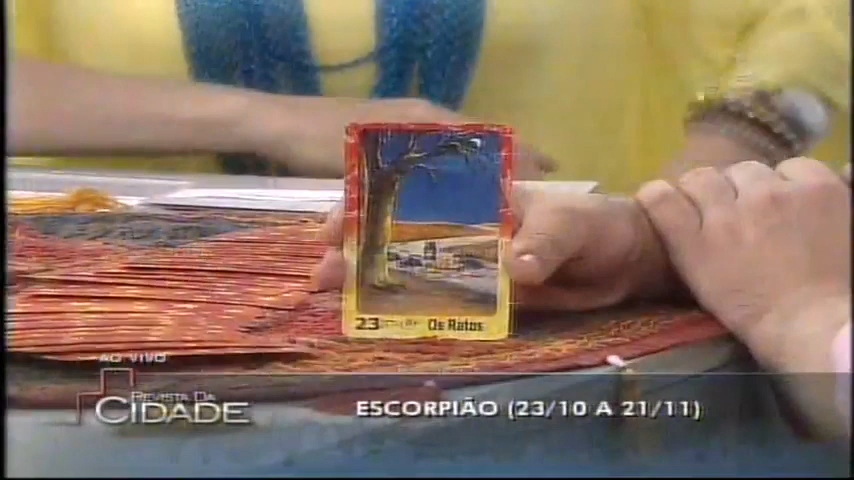 23 Os Ratos
AO VIVO
REVISTA DA
CIDADE
ESCORPIÃO (23/10 A 21/11)